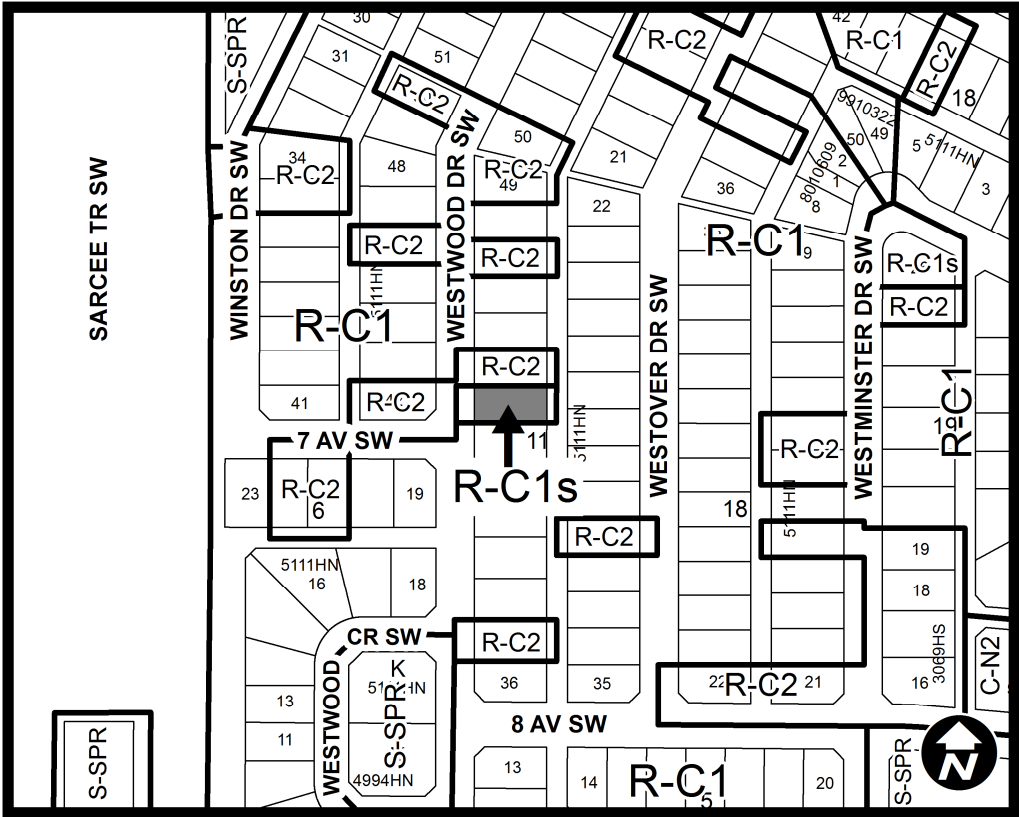 S-SPR
30
31
51
R-C2
R-C2
42
R-C1
R-C2
18
9910322
50
49
5
5111HN
3
34
R-C2
48
WESTWOOD DR SW
50
R-C2
49
21
36
8010609
2
1
8
SARCEE TR SW
WINSTON DR SW
22
R-C1
9
WESTMINSTER DR SW
R-C2
5111HN
R-C2
R-C1s
R-C2
R-C1
WESTOVER DR SW
R-C2
41
R-C2
R-C1
19
7 AV SW
11
5111HN
R-C2
R-C1s
23
R-C2
6
19
18
5111HN
R-C2
5111HN
16
18
19
18
CR SW
R-C2
3069HS
C-N2
WESTWOOD
K
S-SPR
13
36
35
22
R-C2
21
16
11
8 AV SW
4994HN
S-SPR
13
14
R-C1
5
20
S-SPR
N